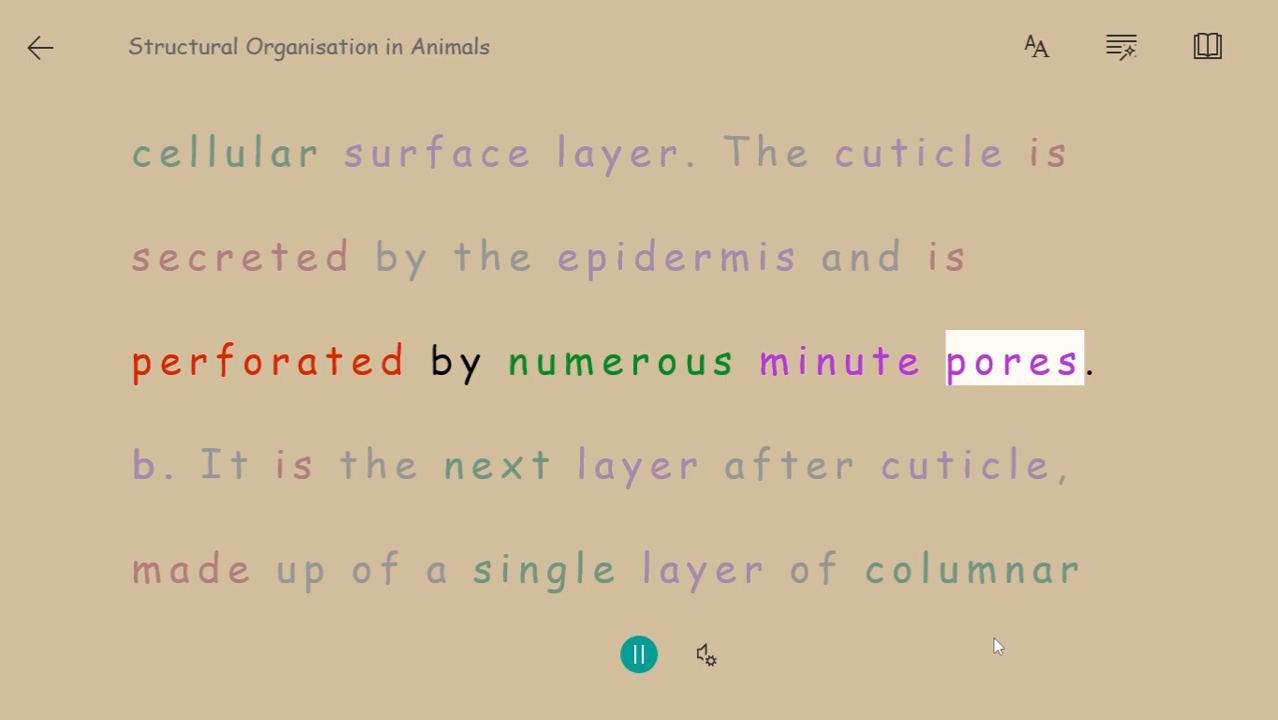 Structural Organisation in Animals
AA
cellular surface layer. The cuticle is
secreted by the epidermis and is
perforated by numerous minute pores.
b. It is the next layer after cuticle,
made up of a single layer of columnar